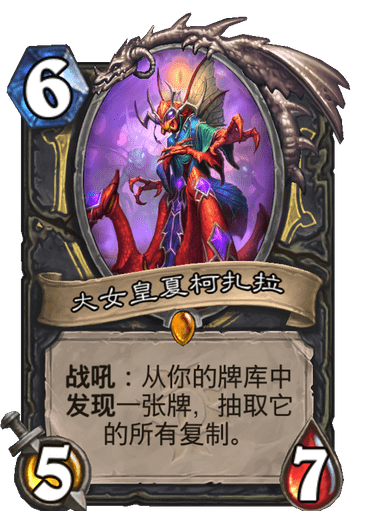 6
大女皇夏柯扎拉
战吼：从你的牌库中
发现一张牌，抽取它
的所有复制。
5
7